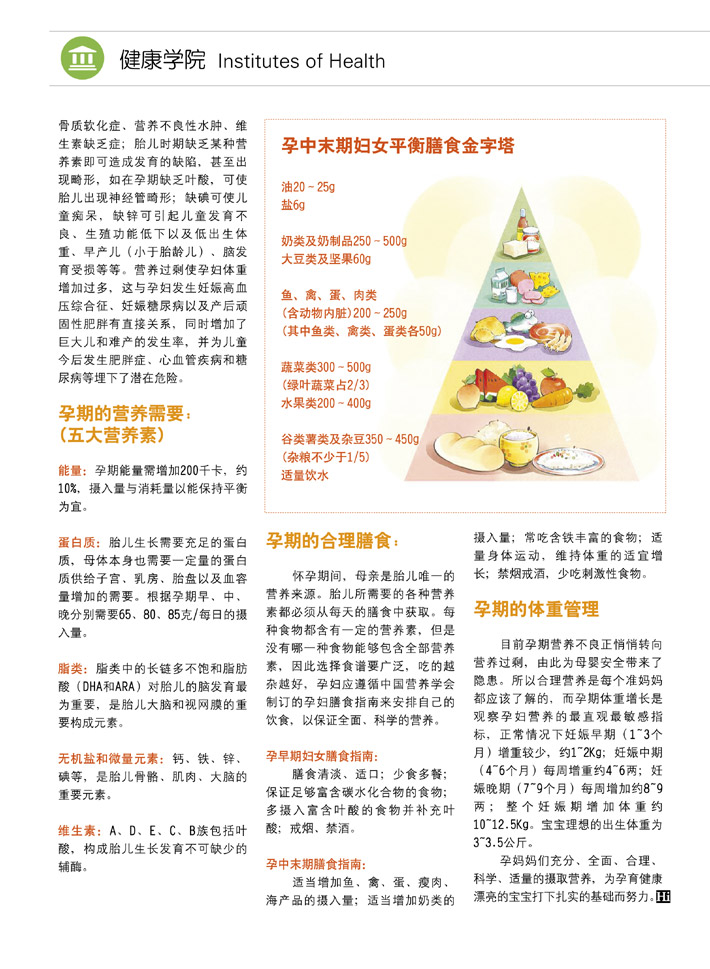 健康学院 Institutes of Health
骨质软化症、营养不良性水肿、维
生素缺乏症；胎儿时期缺乏某种营
养素即可造成发育的缺陷，甚至出
现畸形，如在孕期缺乏叶酸，可使
胎儿出现神经管畸形；缺碘可使儿
童痴呆，缺锌可引起儿童发育不
良、生殖功能低下以及低出生体
重、早产儿（小于胎龄儿）、脑发
育受损等等。营养过剩使孕妇体重
增加过多，这与孕妇发生妊娠高血
压综合征、妊娠糖尿病以及产后顽
固性肥胖有直接关系，同时增加了
巨大儿和难产的发生率，并为儿童
今后发生肥胖症、心血管疾病和糖
尿病等埋下了潜在危险。
孕期的营养需要：
（五大营养素）
能量：孕期能量需增加200千卡，约
10%，摄入量与消耗量以能保持平衡
为宜。
蛋白质：胎儿生长需要充足的蛋白
质，母体本身也需要一定量的蛋白
质供给子宫、乳房、胎盘以及血容
量增加的需要。根据孕期早、中、
晚分别需要65、80、85克/每日的摄
入量。
脂类：脂类中的长链多不饱和脂肪
酸（DHA和ARA）对胎儿的脑发育最
为重要，是胎儿大脑和视网膜的重
要构成元素。
无机盐和微量元素：钙、铁、锌、
碘等，是胎儿骨骼、肌肉、大脑的
重要元素。
维生素：A、D、E、C、B族包括叶
酸，构成胎儿生长发育不可缺少的
辅酶。
孕中末期妇女平衡膳食金字塔
油20~25g
盐6g
奶类及奶制品250~500g
大豆类及坚果60g
鱼、禽、蛋、肉类
(含动物内脏)200~250g
(其中鱼类、禽类、蛋类各50g)
蔬菜类300~500g
(绿叶蔬菜占2/3)
水果类200~400g
谷类薯类及杂豆350~450g
(杂粮不少于1/5)
适量饮水
孕期的合理膳食：
怀孕期间，母亲是胎儿唯一的
营养来源。胎儿所需要的各种营养
素都必须从每天的膳食中获取。每
种食物都含有一定的营养素，但是
没有哪一种食物能够包含全部营养
素，因此选择食谱要广泛，吃的越
杂越好，孕妇应遵循中国营养学会
制订的孕妇膳食指南来安排自己的
饮食，以保证全面、科学的营养。
孕早期妇女膳食指南：
膳食清淡、适口；少食多餐；
保证足够富含碳水化合物的食物；
多摄入富含叶酸的食物并补充叶
酸；戒烟、禁酒。
孕中末期膳食指南：
适当增加鱼、禽、蛋、瘦肉、
海产品的摄入量；适当增加奶类的
摄入量；常吃含铁丰富的食物；适
量身体运动，维持体重的适宜增
长；禁烟戒酒，少吃刺激性食物。
孕期的体重管理
目前孕期营养不良正悄悄转向
营养过剩，由此为母婴安全带来了
隐患。所以合理营养是每个准妈妈
都应该了解的，而孕期体重增长是
观察孕妇营养的最直观最敏感指
标，正常情况下妊娠早期（1~3个
月）增重较少，约1~2Kg；妊娠中期
（4~6个月）每周增重约4~6两；妊
娠晚期（7~9个月）每周增加约8~9
两；整个妊娠期增加体重约
10~12.5Kg。宝宝理想的出生体重为
3~3.5公斤。
孕妈妈们充分、全面、合理、
科学、适量的摄取营养，为孕育健康
漂亮的宝宝打下扎实的基础而努力。Hi